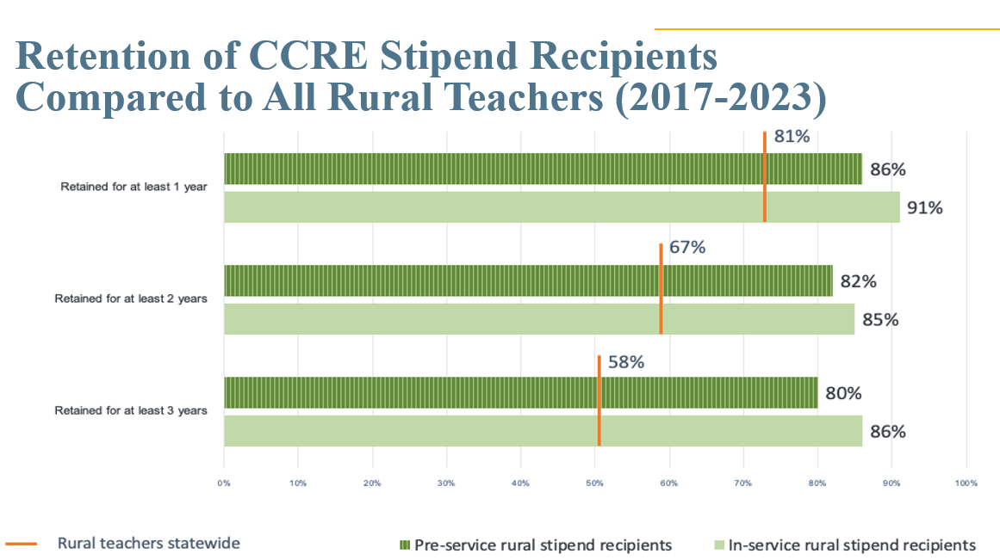 Retention of CCRE Stipend Recipients
Compared to All Rural Teachers (2017-2023)
81%
Retained for at least 1 year
86%
91%
67%
Retained for at least 2 years
82%
85%
58%
Retained for at least 3 years
80%
86%
0% 10% 20% 30% 40% 50% 60% 70% 80% 90% 100%
Rural teachers statewide
Pre-service rural stipend recipients
In-service rural stipend recipients